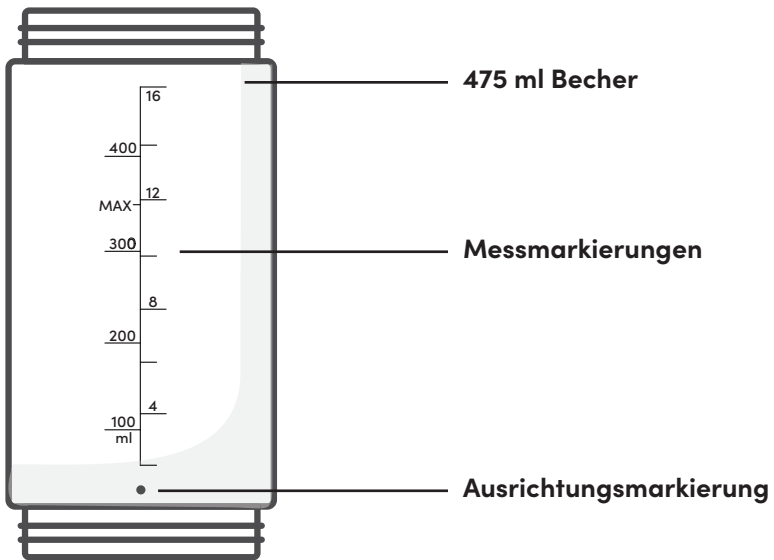 475 ml Becher
16
400
12
MAX
300
Messmarkierungen
8
200
4
100
ml
Ausrichtungsmarkierung